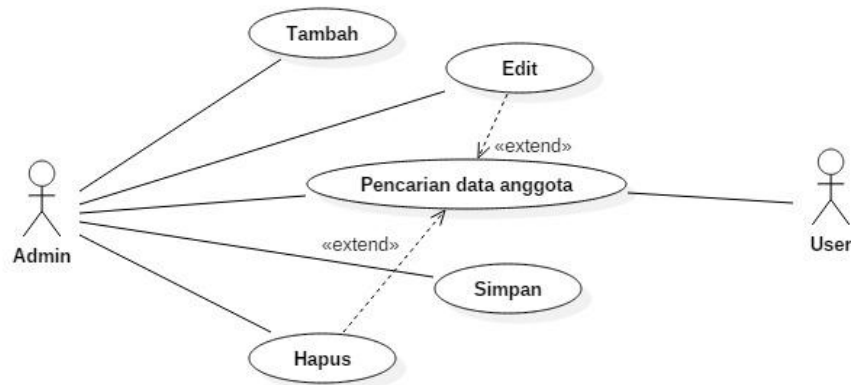 Tambah
Edit
«extend»
Pencarian data anggota
Admin
User
«extend»
Simpan
Hapus